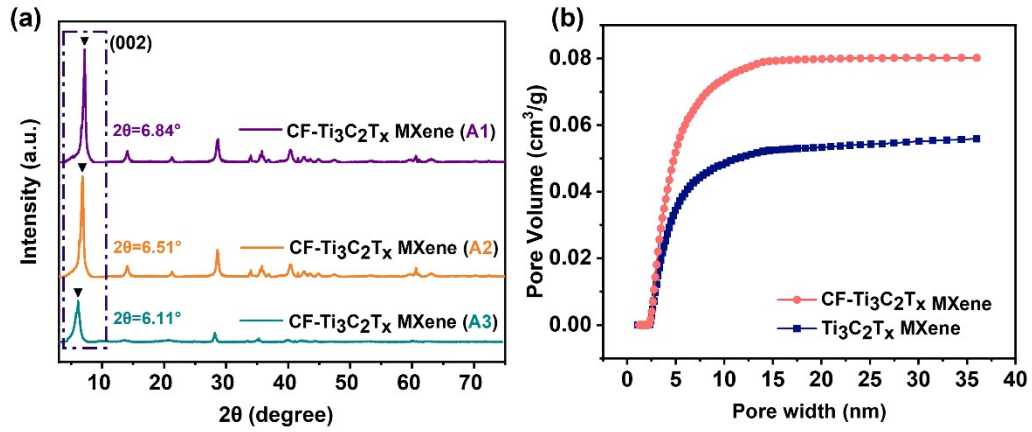 (a)
(002)
2θ=6.84°
CF-Ti₃C₂Tₓ MXene (A1)
2θ=6.51°
CF-Ti₃C₂Tₓ MXene (A2)
2θ=6.11°
CF-Ti₃C₂Tₓ MXene (A3)
Intensity (a.u.)
10 20 30 40 50 60 70
2θ (degree)
(b)
Pore Volume (cm³/g)
0.08
0.06
0.04
0.02
0.00
CF-Ti₃C₂Tₓ MXene
Ti₃C₂Tₓ MXene
0 5 10 15 20 25 30 35 40
Pore width (nm)